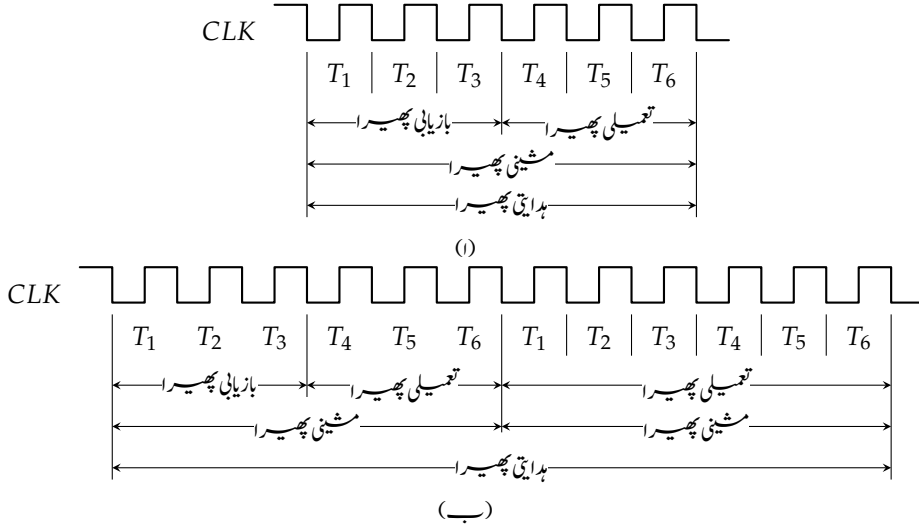 CLK
T1 T2 T3 T4 T5 T6
بازیابی پھیرا تعمیلی پھیرا
مشینی پھیرا
ہدایتی پھیرا
(ا)
CLK
T1 T2 T3 T4 T5 T6 T1 T2 T3 T4 T5 T6
بازیابی پھیرا تعمیلی پھیرا تعمیلی پھیرا
مشینی پھیرا مشینی پھیرا
ہدایتی پھیرا
(ب)